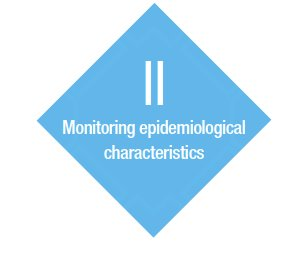 II
Monitoring epidemiological
characteristics